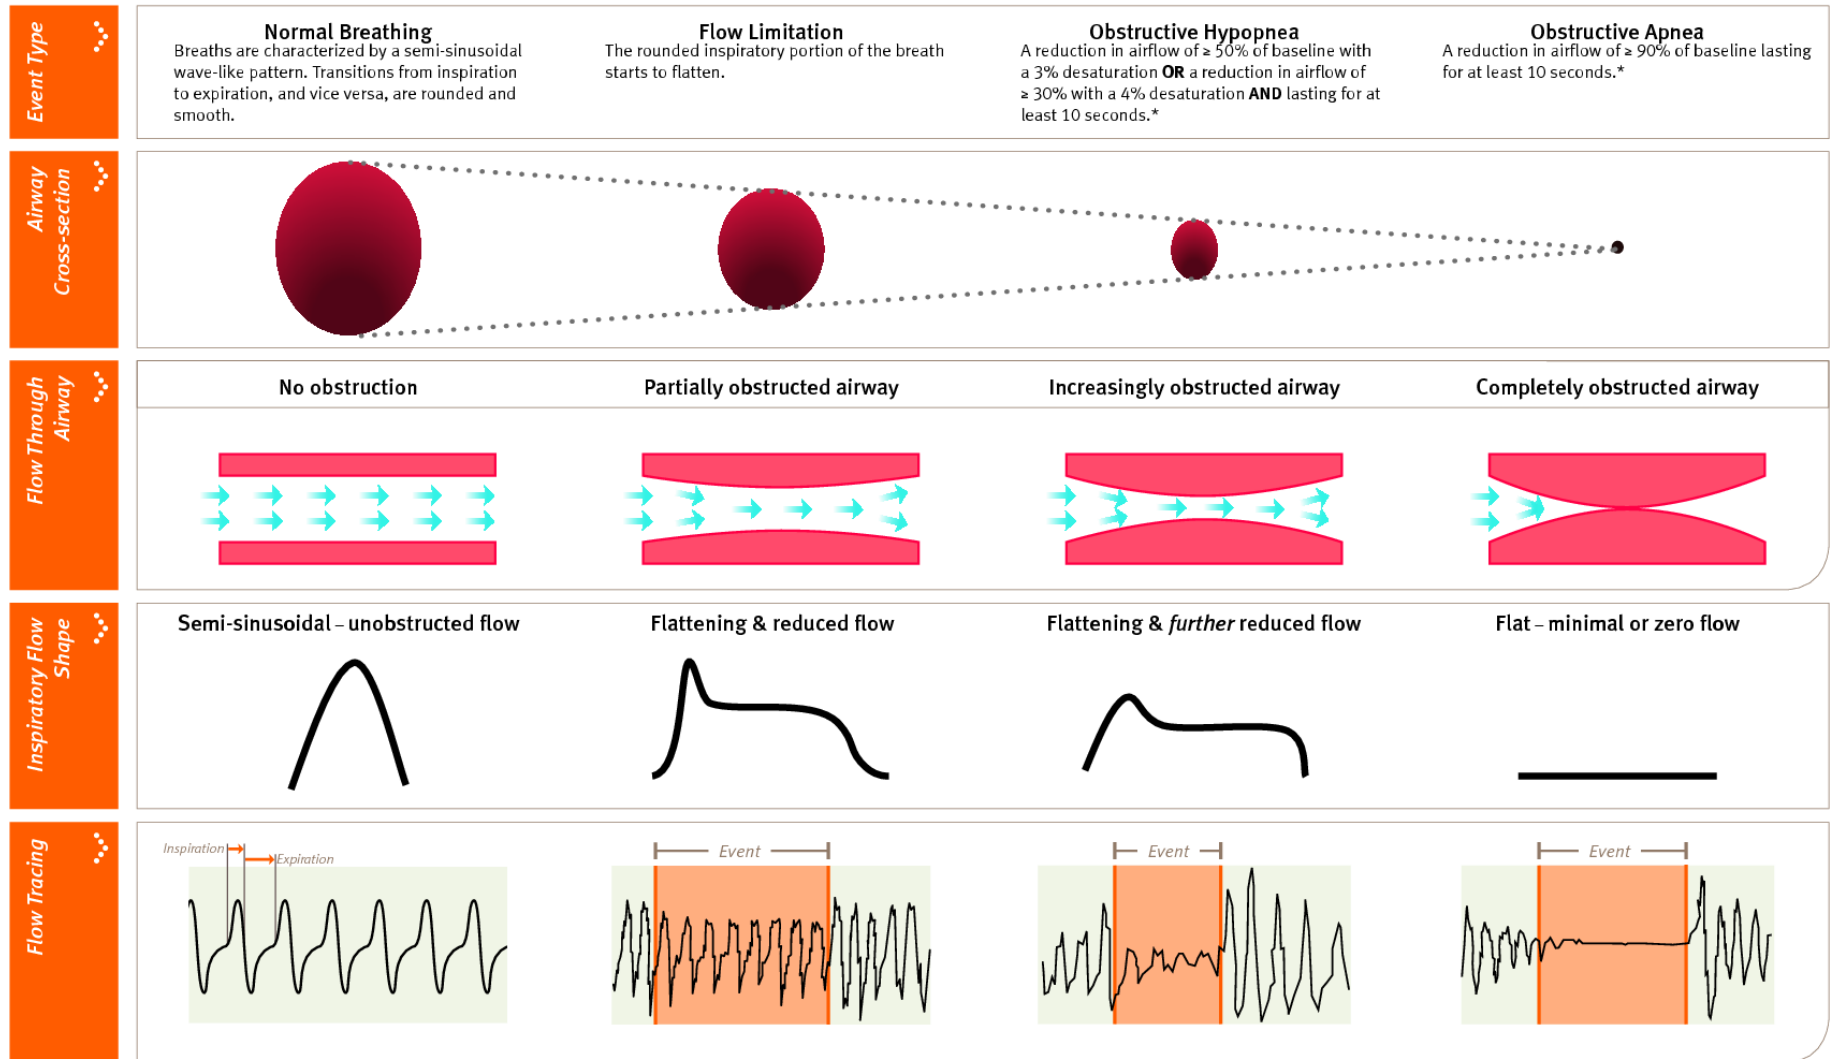 Event Type
Normal Breathing
Breaths are characterized by a semi-sinusoidal
wave-like pattern. Transitions from inspiration
to expiration, and vice versa, are rounded and
smooth.
Flow Limitation
The rounded inspiratory portion of the breath
starts to flatten.
Obstructive Hypopnea
A reduction in airflow of ≥ 50% of baseline with
a 3% desaturation OR a reduction in airflow of
≥ 30% with a 4% desaturation AND lasting for at
least 10 seconds.*
Obstructive Apnea
A reduction in airflow of ≥ 90% of baseline lasting
for at least 10 seconds.*
Airway
Cross-section
Flow Through
Airway
No obstruction
Partially obstructed airway
Increasingly obstructed airway
Completely obstructed airway
Inspiratory Flow
Shape
Semi-sinusoidal – unobstructed flow
Flattening & reduced flow
Flattening & further reduced flow
Flat – minimal or zero flow
Flow Tracing
Inspiration
Expiration
Event
Event
Event